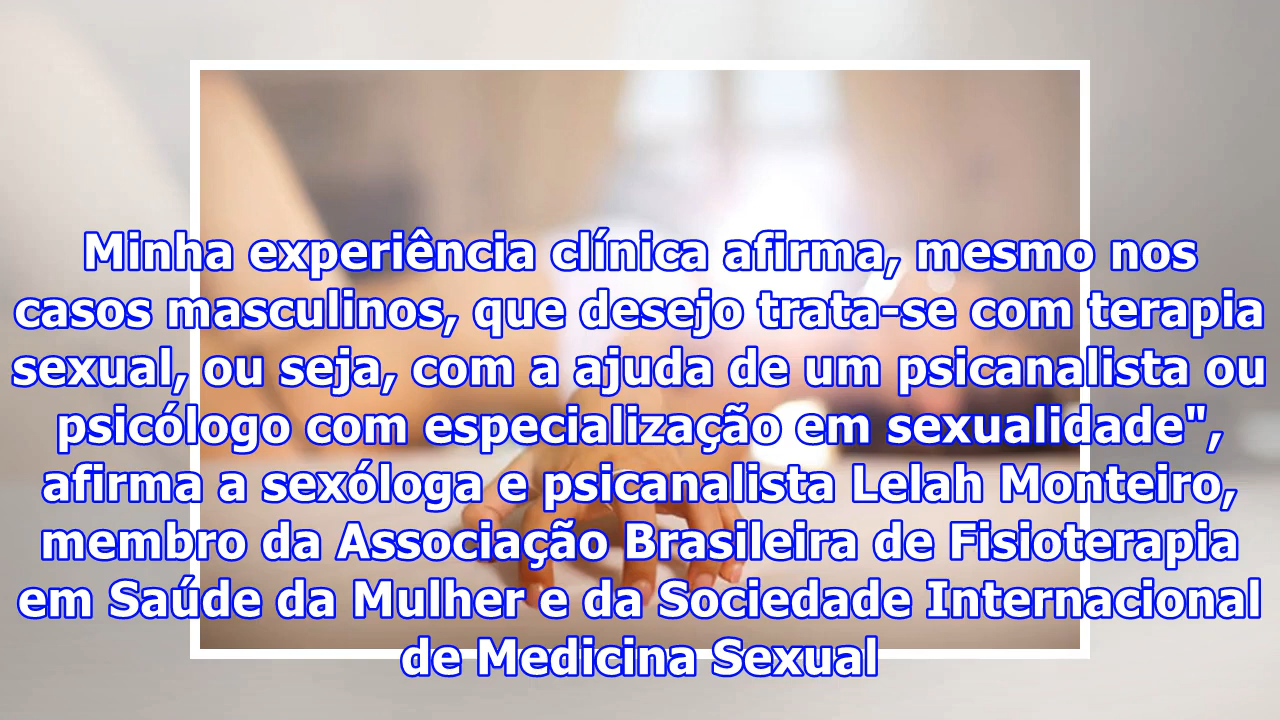 Minha experiência clínica afirma, mesmo nos
casos masculinos, que desejo trata-se com terapia
sexual, ou seja, com a ajuda de um psicanalista ou
psicólogo com especialização em sexualidade",
afirma a sexóloga e psicanalista Lelah Monteiro,
membro da Associação Brasileira de Fisioterapia
em Saúde da Mulher e da Sociedade Internacional
de Medicina Sexual